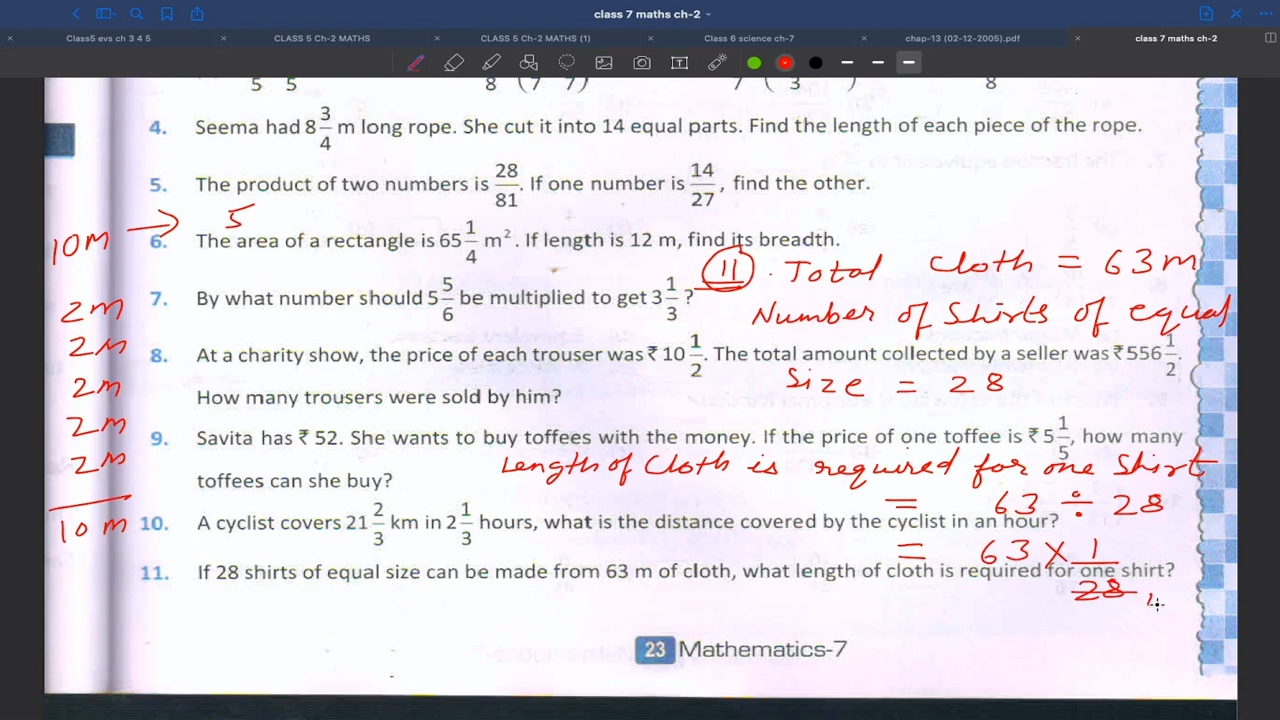 class 7 maths ch-2
Class5 evs ch 3 4 5
CLASS 5 Ch-2 MATHS
CLASS 5 Ch-2 MATHS (1)
Class 6 science ch-7
chap-13 (02-12-2005).pdf
class 7 maths ch-2
5 5 8 (7 7) 7 (3 ) 8
4. Seema had 8 3/4 m long rope. She cut it into 14 equal parts. Find the length of each piece of the rope.
5. The product of two numbers is 28/81. If one number is 14/27, find the other.
6. The area of a rectangle is 65 1/4 m². If length is 12 m, find its breadth.
7. By what number should 5 5/6 be multiplied to get 3 1/3?
8. At a charity show, the price of each trouser was ₹ 10 1/2. The total amount collected by a seller was ₹ 556 1/2.
How many trousers were sold by him?
9. Savita has ₹ 52. She wants to buy toffees with the money. If the price of one toffee is ₹ 5 1/5, how many
toffees can she buy?
10. A cyclist covers 21 2/3 km in 2 1/3 hours, what is the distance covered by the cyclist in an hour?
11. If 28 shirts of equal size can be made from 63 m of cloth, what length of cloth is required for one shirt?
23 Mathematics-7
10m → 5
2m
2m
2m
2m
2m
10 m
11. Total cloth = 63m
Number of Shirts of equal
Size = 28
Length of Cloth is required for one Shirt
= 63 ÷ 28
= 63 × 1/28